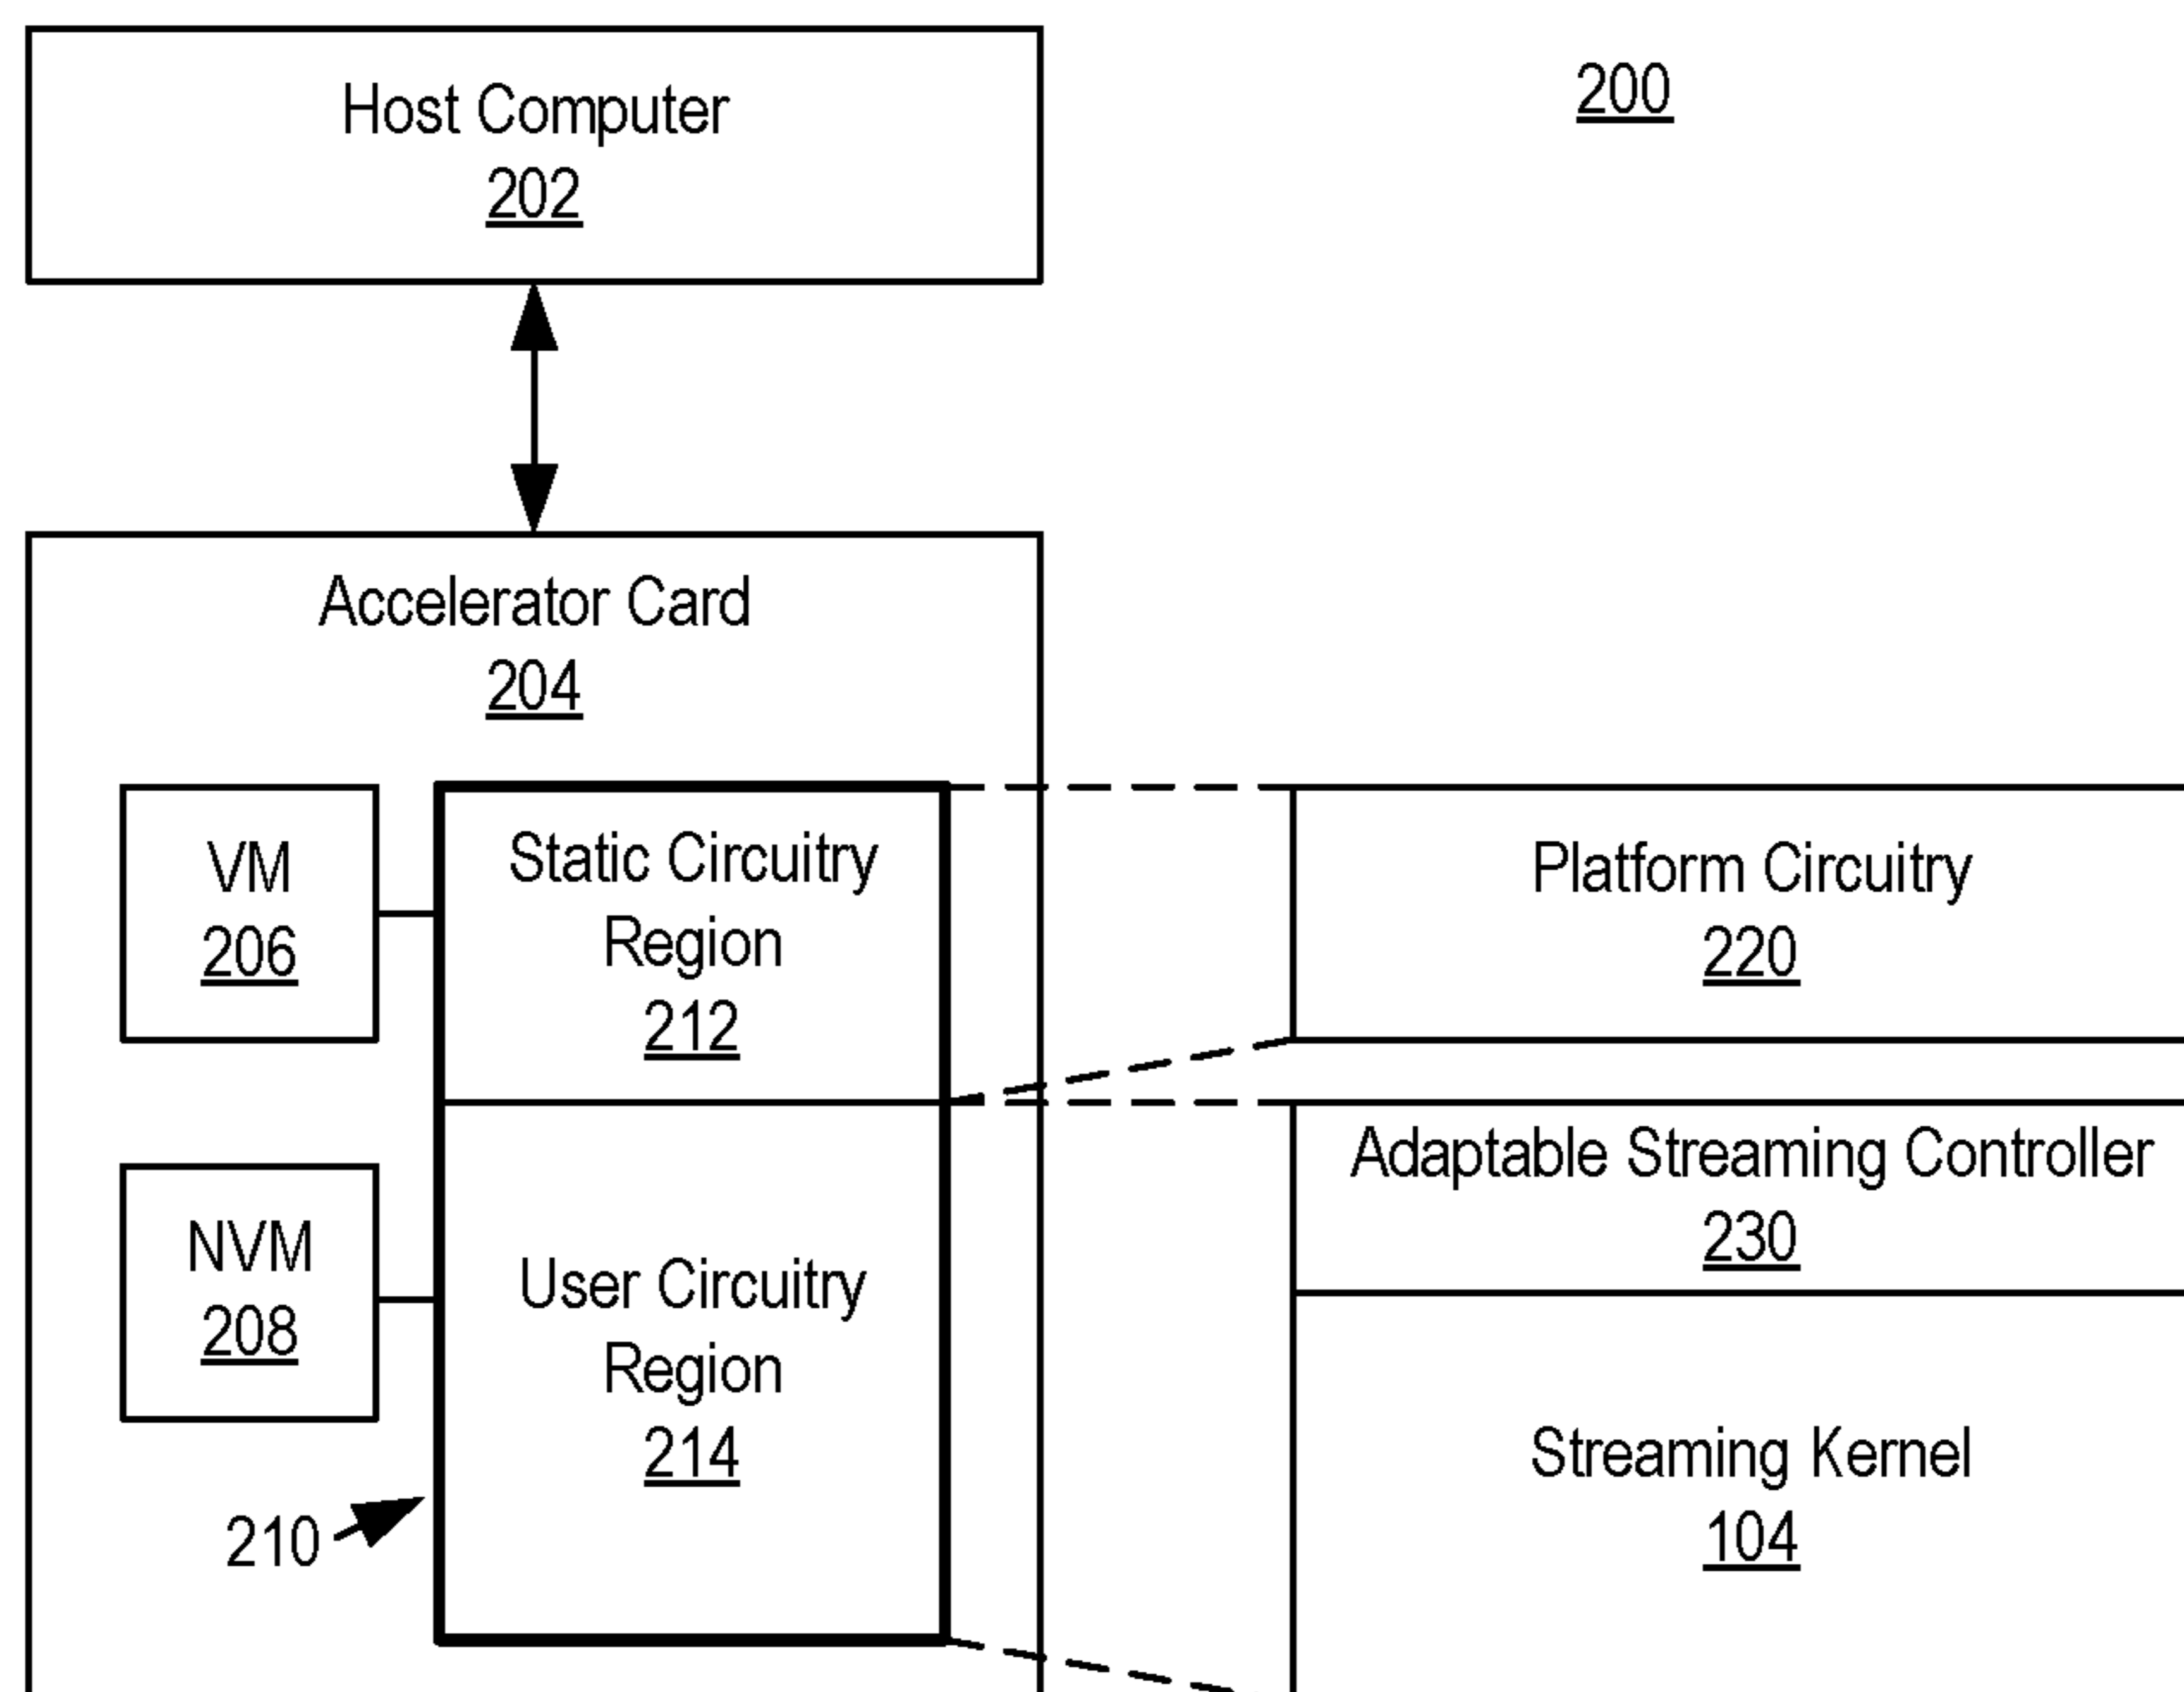 Host Computer
202
200
Accelerator Card
204
VM
206
Static Circuitry
Region
212
Platform Circuitry
220
NVM
208
User Circuitry
Region
214
210
Adaptable Streaming Controller
230
Streaming Kernel
104